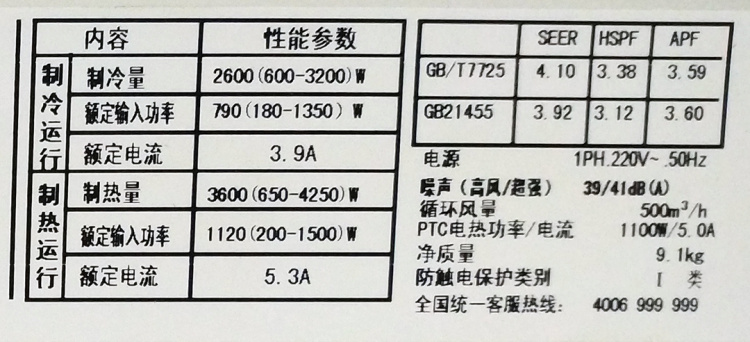 内容 性能参数
制冷运行
制冷量 2600(600-3200)W
额定输入功率 790(180-1350)W
额定电流 3.9A
制热运行
制热量 3600(650-4250)W
额定输入功率 1120(200-1500)W
额定电流 5.3A
SEER HSPF APF
GB/T7725 4.10 3.38 3.59
GB21455 3.92 3.12 3.60
电源 1PH.220V~.50Hz
噪声(高风/超强) 39/41dB(A)
循环风量 500m³/h
PTC电热功率/电流 1100W/5.0A
净质量 9.1kg
防触电保护类别 I 类
全国统一客服热线: 4006 999 999